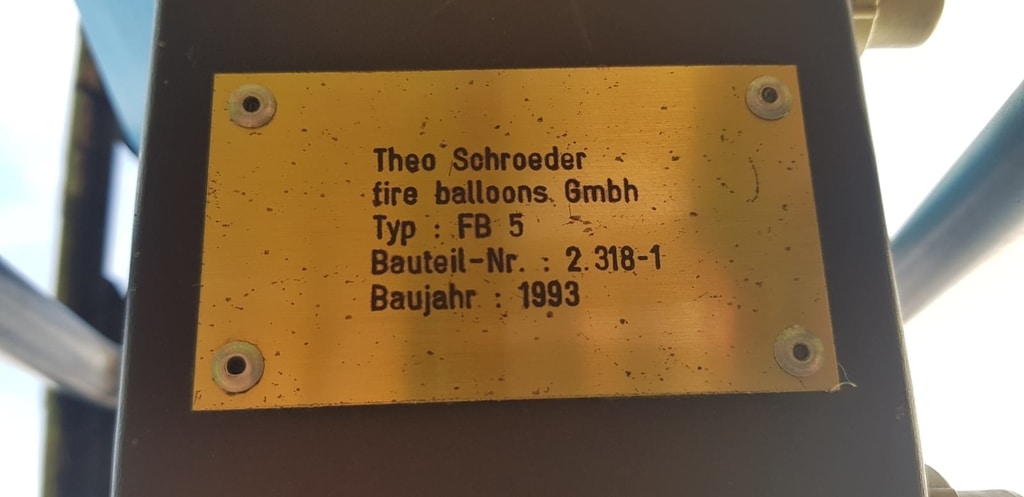 Theo Schroeder
fire balloons GmbH
Typ : FB 5
Bauteil-Nr. : 2.318-1
Baujahr : 1993